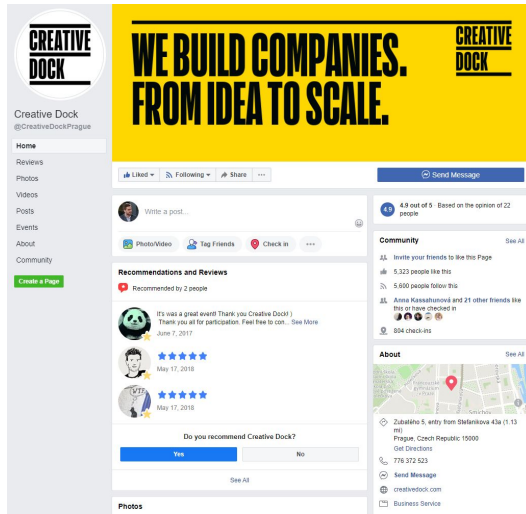 CREATIVE
DOCK
WE BUILD COMPANIES.
FROM IDEA TO SCALE.
CREATIVE
DOCK
Creative Dock
@CreativeDockPrague
Home
Reviews
Photos
Videos
Posts
Events
About
Community
Create a Page
Liked
Following
Share
Send Message
Write a post...
Photo/Video
Tag Friends
Check in
Recommendations and Reviews
Recommended by 2 people
It's was a great event! Thank you Creative Dock! )
Thank you all for participation. Feel free to con... See More
June 7, 2017
May 17, 2018
May 17, 2018
Do you recommend Creative Dock?
Yes
No
See All
Photos
4.9
4.9 out of 5 · Based on the opinion of 22
people
Community
See All
Invite your friends to like this Page
5,323 people like this
5,600 people follow this
Anna Kassahunová and 21 other friends like
this or have checked in
804 check-ins
About
See All
Zubatého 5, entry from Stefanikova 43a (1.13
mi)
Prague, Czech Republic 15000
Get Directions
776 372 523
Send Message
creativedock.com
Business Service